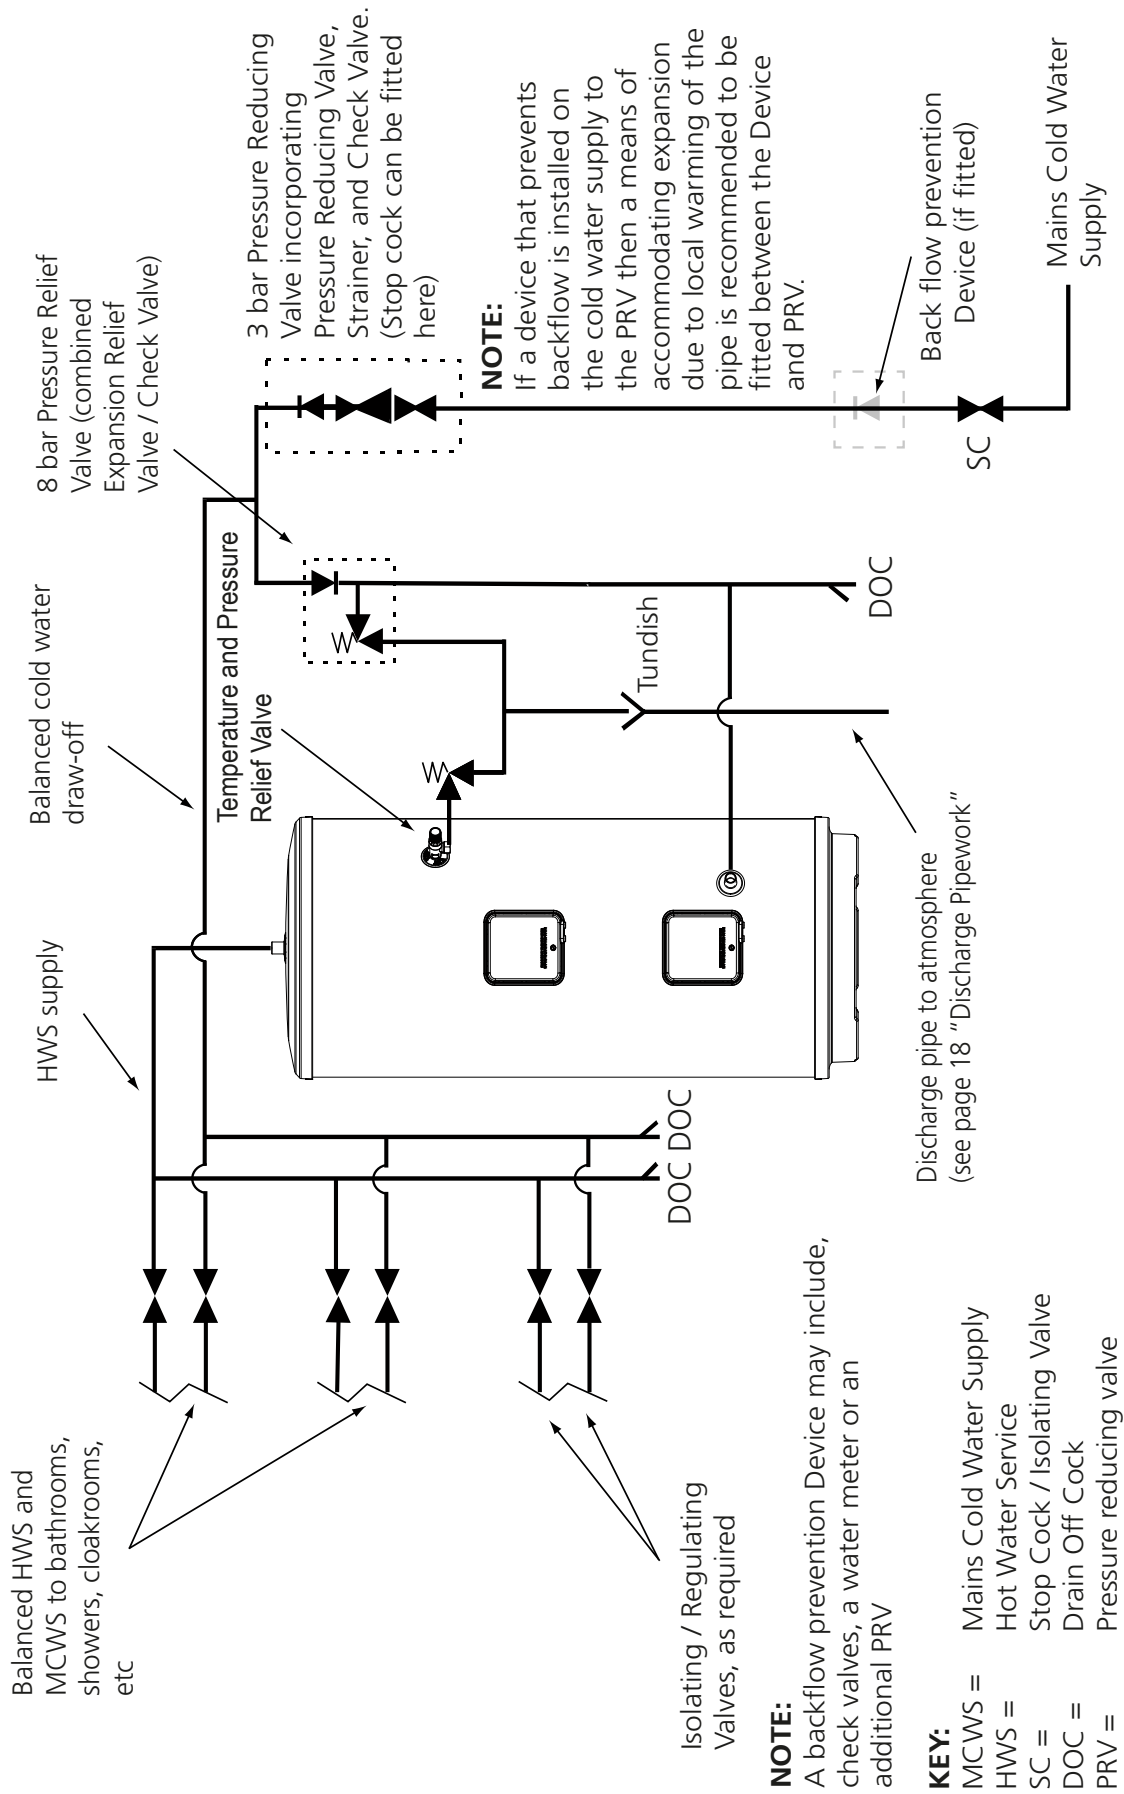 Balanced HWS and
MCWS to bathrooms,
showers, cloakrooms,
etc
HWS supply
Balanced cold water
draw-off
8 bar Pressure Relief
Valve (combined
Expansion Relief
Valve / Check Valve)
3 bar Pressure Reducing
Valve incorporating
Pressure Reducing Valve,
Strainer, and Check Valve.
(Stop cock can be fitted
here)
Temperature and Pressure
Relief Valve
NOTE:
If a device that prevents
backflow is installed on
the cold water supply to
the PRV then a means of
accommodating expansion
due to local warming of the
pipe is recommended to be
fitted between the Device
and PRV.
Tundish
DOC
DOC
DOC
SC
Back flow prevention
Device (if fitted)
Mains Cold Water
Supply
Discharge pipe to atmosphere
(see page 18 “Discharge Pipework”
Isolating / Regulating
Valves, as required
NOTE:
A backflow prevention Device may include,
check valves, a water meter or an
additional PRV
KEY:
MCWS = Mains Cold Water Supply
HWS = Hot Water Service
SC = Stop Cock / Isolating Valve
DOC = Drain Off Cock
PRV = Pressure reducing valve